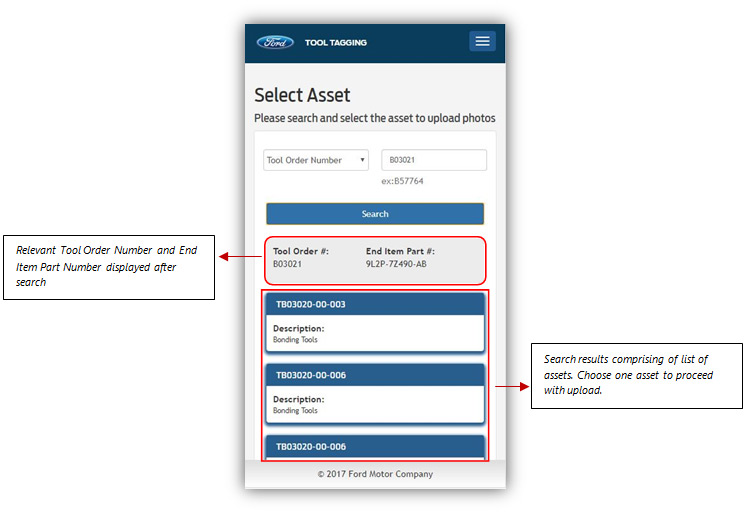 Ford TOOL TAGGING
Select Asset
Please search and select the asset to upload photos
Tool Order Number B03021
ex:B57764
Search
Relevant Tool Order Number and End
Item Part Number displayed after
search
Tool Order #: End Item Part #:
B03021 9L2P-7Z490-AB
TB03020-00-003
Description:
Bonding Tools
Search results comprising of list of
assets. Choose one asset to proceed
with upload.
TB03020-00-006
Description:
Bonding Tools
TB03020-00-006
© 2017 Ford Motor Company